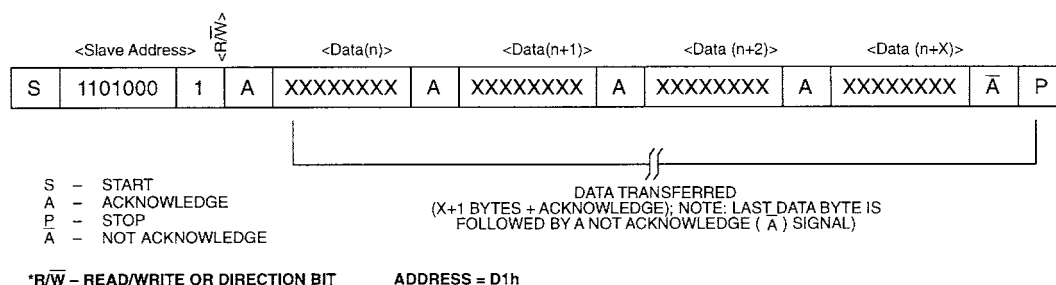 <Slave Address> <R/W̅> <Data(n)> <Data(n+1)> <Data (n+2)> <Data (n+X)>
S 1101000 1 A XXXXXXXX A XXXXXXXX A XXXXXXXX A XXXXXXXX A̅ P
S – START
A – ACKNOWLEDGE
P – STOP
A̅ – NOT ACKNOWLEDGE
DATA TRANSFERRED
(X+1 BYTES + ACKNOWLEDGE); NOTE: LAST DATA BYTE IS
FOLLOWED BY A NOT ACKNOWLEDGE ( A̅ ) SIGNAL)
*R/W̅ – READ/WRITE OR DIRECTION BIT ADDRESS = D1h